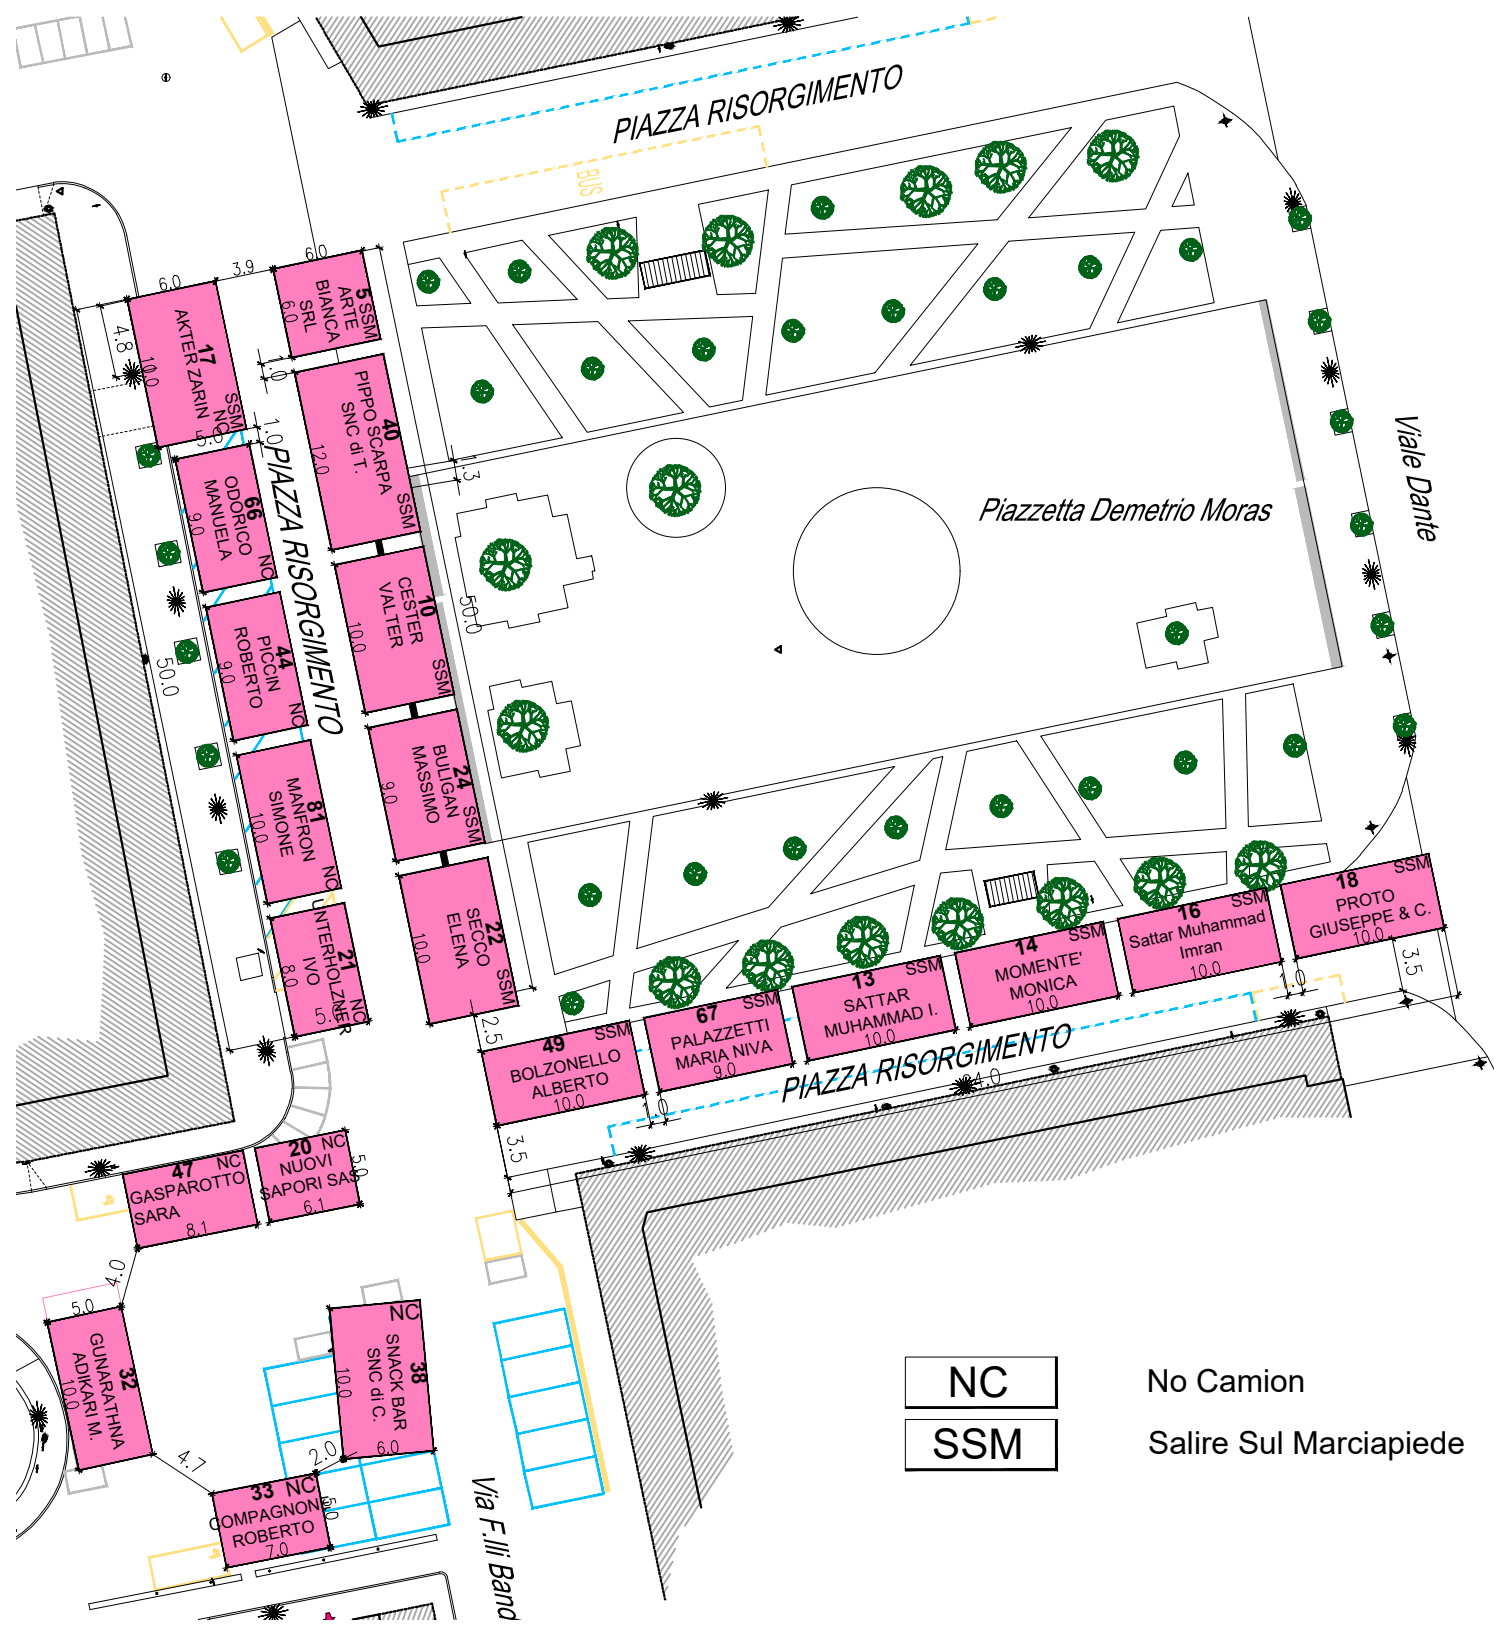 PIAZZA RISORGIMENTO
BUS
6.0
3.9
6.0
4.8
17
AKTER ZARIN
10.0
SSM
NC
5
ARTE
BIANCA
SRL
6.0
SSM
1.0
1.0
40
PIPPO SCARPA
SNC di T.
12.0
SSM
1.3
66
ODORICO
MANUELA
9.0
NC
PIAZZA RISORGIMENTO
Piazzetta Demetrio Moras
Viale Dante
10
CESTER
VALTER
10.0
SSM
50.0
44
PICCIN
ROBERTO
9.0
NC
50.0
24
BULIGAN
MASSIMO
9.0
SSM
81
MANFRON
SIMONE
10.0
NC
22
SECCO
ELENA
10.0
SSM
21
UNTERHOLZNER
IVO
8.0
NC
2.5
18
SSM
PROTO
GIUSEPPE & C.
10.0
3.5
16
SSM
Sattar Muhammad
Imran
10.0
1.0
14
SSM
MOMENTE'
MONICA
10.0
13
SSM
SATTAR
MUHAMMAD I.
10.0
67
SSM
PALAZZETTI
MARIA NIVA
9.0
49
SSM
BOLZONELLO
ALBERTO
10.0
1.0
3.5
PIAZZA RISORGIMENTO
47
NC
GASPAROTTO
SARA
8.1
20
NC
NUOVI
SAPORI SAS
6.1
5.0
4.0
5.0
32
GUNARATHNA
ADIKARI M.
10.0
4.7
NC
38
SNACK BAR
SNC di C.
10.0
6.0
2.0
33
NC
COMPAGNONE
ROBERTO
7.0
5.0
Via F.lli Band
NC
No Camion
SSM
Salire Sul Marciapiede